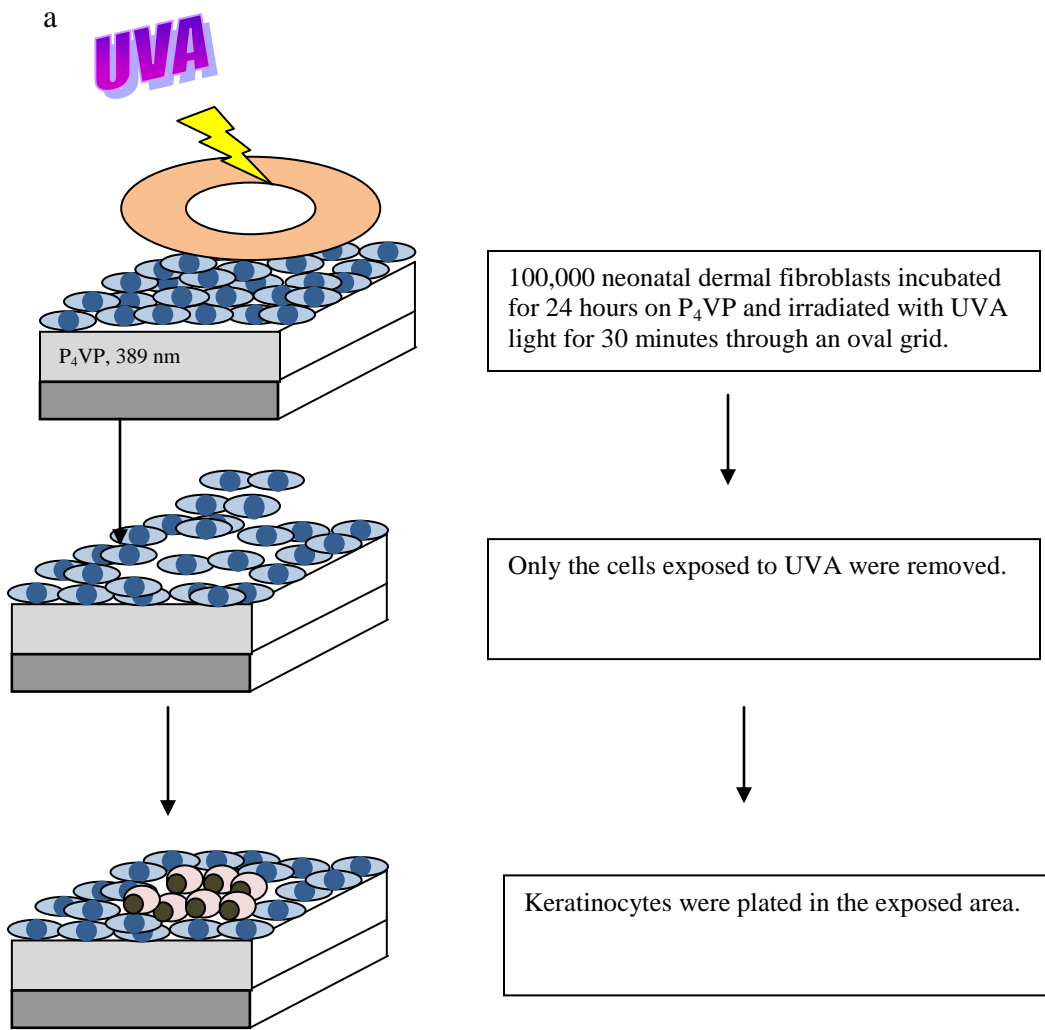 a
UVA
100,000 neonatal dermal fibroblasts incubated
for 24 hours on P₄VP and irradiated with UVA
light for 30 minutes through an oval grid.
P₄VP, 389 nm
Only the cells exposed to UVA were removed.
Keratinocytes were plated in the exposed area.